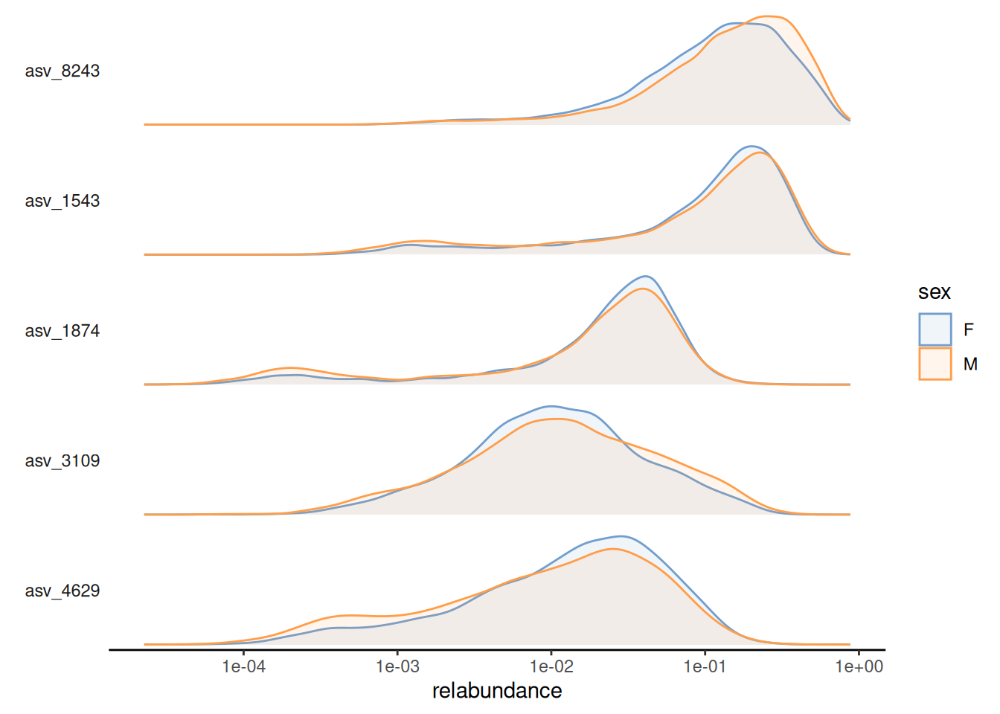 asv_8243
asv_1543
asv_1874
asv_3109
asv_4629
1e-04 1e-03 1e-02 1e-01 1e+00
relabundance
sex
F
M